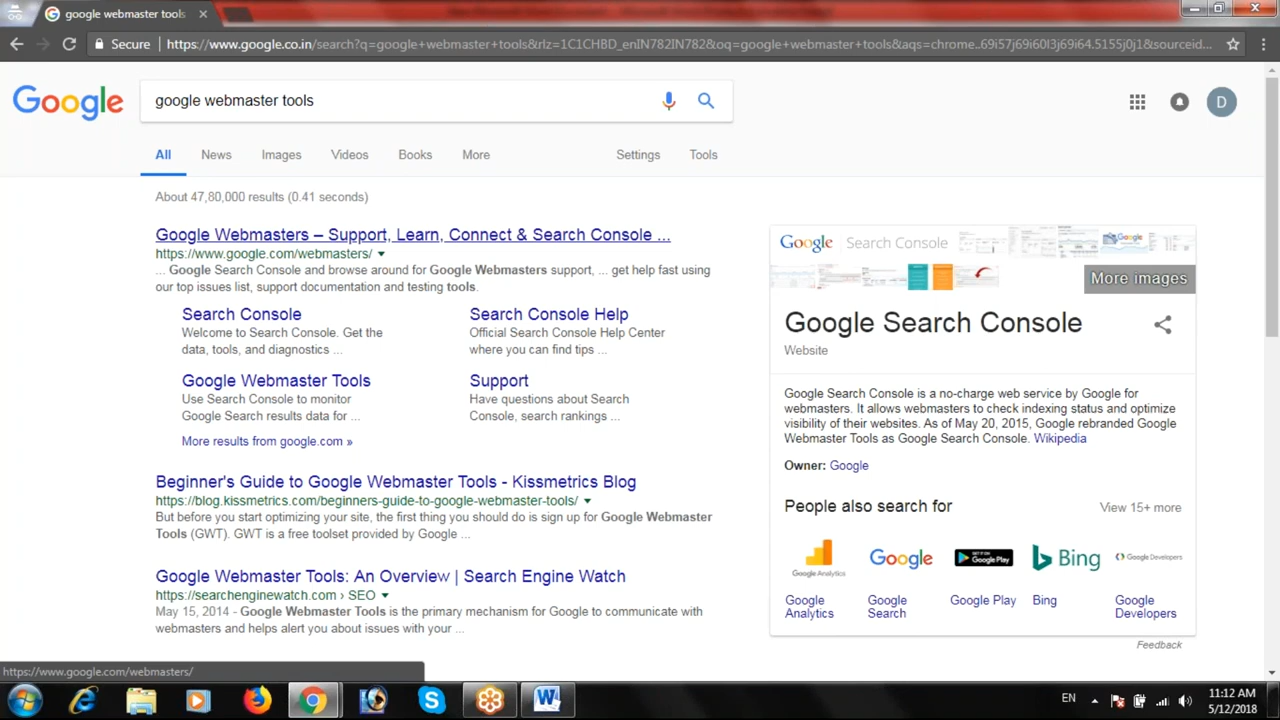 google webmaster tools
Secure
https://www.google.co.in/search?q=google+webmaster+tools&rlz=1C1CHBD_enIN782IN782&oq=google+webmaster+tools&aqs=chrome..69i57j69i60l3j69i64.5155j0j1&sourceid...
Google
google webmaster tools
D
All News Images Videos Books More Settings Tools
About 47,80,000 results (0.41 seconds)
Google Webmasters – Support, Learn, Connect & Search Console ...
https://www.google.com/webmasters/
... Google Search Console and browse around for Google Webmasters support, ... get help fast using
our top issues list, support documentation and testing tools.
Search Console
Welcome to Search Console. Get the
data, tools, and diagnostics ...
Search Console Help
Official Search Console Help Center
where you can find tips ...
Google Webmaster Tools
Use Search Console to monitor
Google Search results data for ...
Support
Have questions about Search
Console, search rankings ...
More results from google.com »
Beginner's Guide to Google Webmaster Tools - Kissmetrics Blog
https://blog.kissmetrics.com/beginners-guide-to-google-webmaster-tools/
But before you start optimizing your site, the first thing you should do is sign up for Google Webmaster
Tools (GWT). GWT is a free toolset provided by Google ...
Google Webmaster Tools: An Overview | Search Engine Watch
https://searchenginewatch.com › SEO
May 15, 2014 - Google Webmaster Tools is the primary mechanism for Google to communicate with
webmasters and helps alert you about issues with your ...
Google Search Console
More images
Google Search Console
Website
Google Search Console is a no-charge web service by Google for
webmasters. It allows webmasters to check indexing status and optimize
visibility of their websites. As of May 20, 2015, Google rebranded Google
Webmaster Tools as Google Search Console. Wikipedia
Owner: Google
People also search for
View 15+ more
Google Analytics
Google
GET IT ON
Google Play
Bing
Google Developers
Google
Analytics
Google
Search
Google Play
Bing
Google
Developers
Feedback
https://www.google.com/webmasters/
EN
11:12 AM
5/12/2018